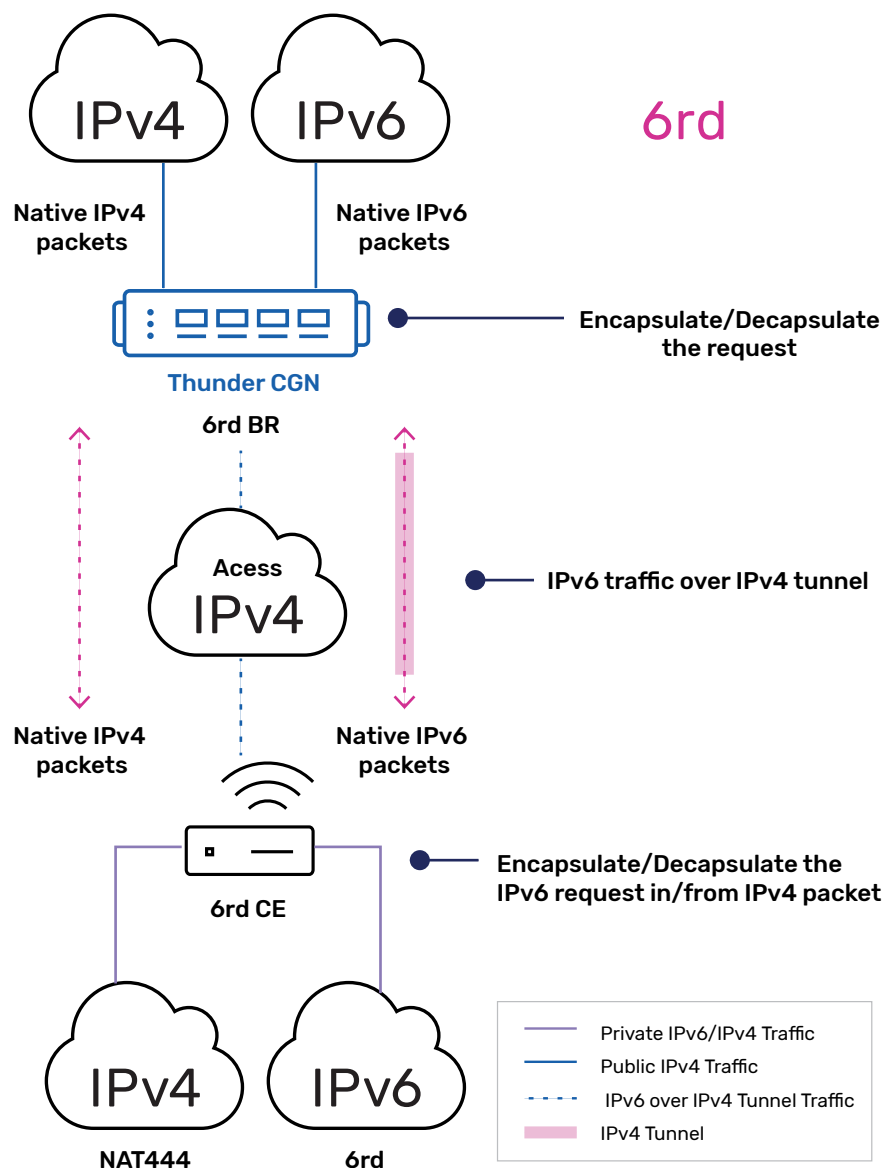 IPv4
IPv6
6rd
Native IPv4
packets
Native IPv6
packets
Encapsulate/Decapsulate
the request
Thunder CGN
6rd BR
Acess
IPv4
IPv6 traffic over IPv4 tunnel
Native IPv4
packets
Native IPv6
packets
Encapsulate/Decapsulate the
IPv6 request in/from IPv4 packet
6rd CE
IPv4
IPv6
NAT444
6rd
Private IPv6/IPv4 Traffic
Public IPv4 Traffic
IPv6 over IPv4 Tunnel Traffic
IPv4 Tunnel